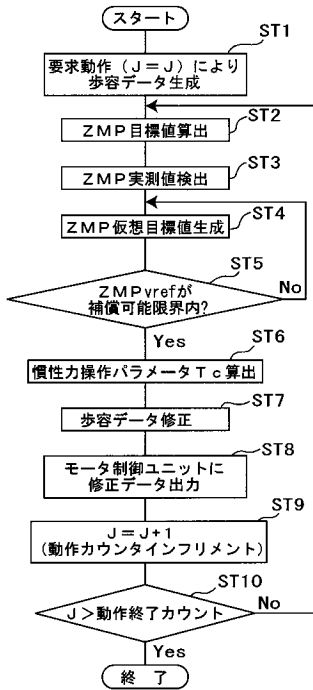 スタート
ST1
要求動作(J=J)により
歩容データ生成
ST2
ZMP目標値算出
ST3
ZMP実測値検出
ST4
ZMP仮想目標値生成
ST5
ZMPvrefが
補償可能限界内?
No
Yes
ST6
慣性力操作パラメータTc算出
ST7
歩容データ修正
ST8
モータ制御ユニットに
修正データ出力
ST9
J=J+1
(動作カウンタインフリメント)
ST10
J>動作終了カウント
No
Yes
終了